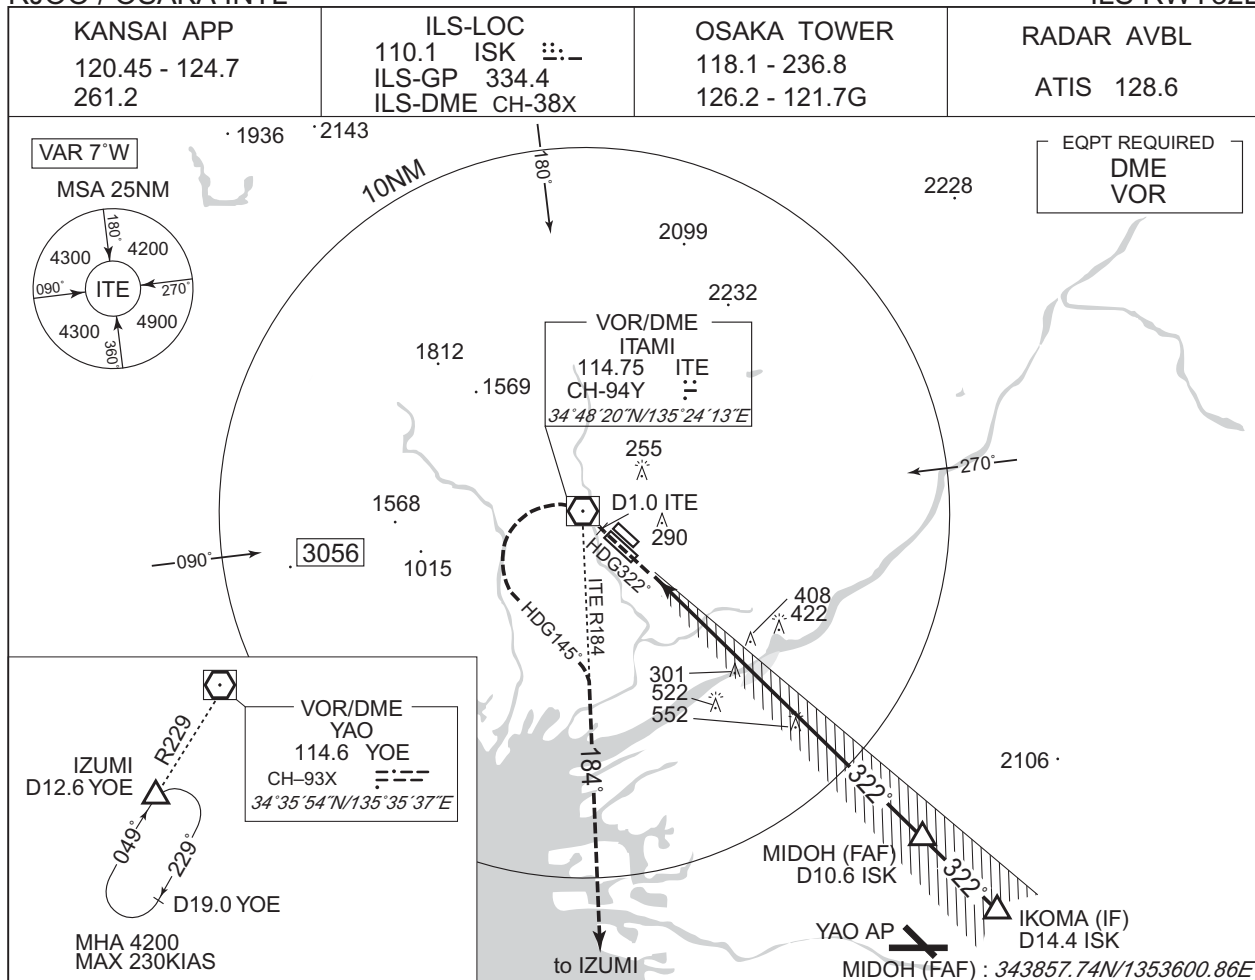 KANSAI APP
120.45 - 124.7
261.2
ILS-LOC
110.1 ISK
ILS-GP 334.4
ILS-DME CH-38X
OSAKA TOWER
118.1 - 236.8
126.2 - 121.7G
RADAR AVBL
ATIS 128.6
VAR 7°W
MSA 25NM
180°
4300
4200
090°
ITE
270°
4300
4900
360°
1936
2143
10NM
180°
2228
EQPT REQUIRED
DME
VOR
2099
2232
VOR/DME
ITAMI
114.75 ITE
CH-94Y
34°48´20˝N/135°24´13˝E
1812
1569
255
270°
D1.0 ITE
1568
290
090°
3056
1015
HDG322°
ITE R184
HDG145°
408
422
301
522
552
184°
322°
2106
VOR/DME
YAO
114.6 YOE
CH–93X
34°35´54˝N/135°35´37˝E
R229
IZUMI
D12.6 YOE
049°
229°
D19.0 YOE
MHA 4200
MAX 230KIAS
MIDOH (FAF)
D10.6 ISK
322°
IKOMA (IF)
D14.4 ISK
YAO AP
to IZUMI
MIDOH (FAF) : 343857.74N/1353600.86E